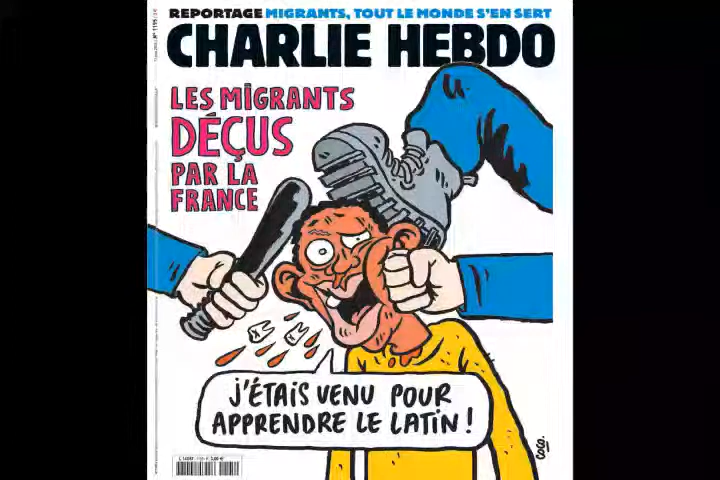 REPORTAGE MIGRANTS, TOUT LE MONDE S'EN SERT
CHARLIE HEBDO
LES MIGRANTS
DÉÇUS
PAR LA
FRANCE
J'ÉTAIS VENU POUR
APPRENDRE LE LATIN !
COCO.